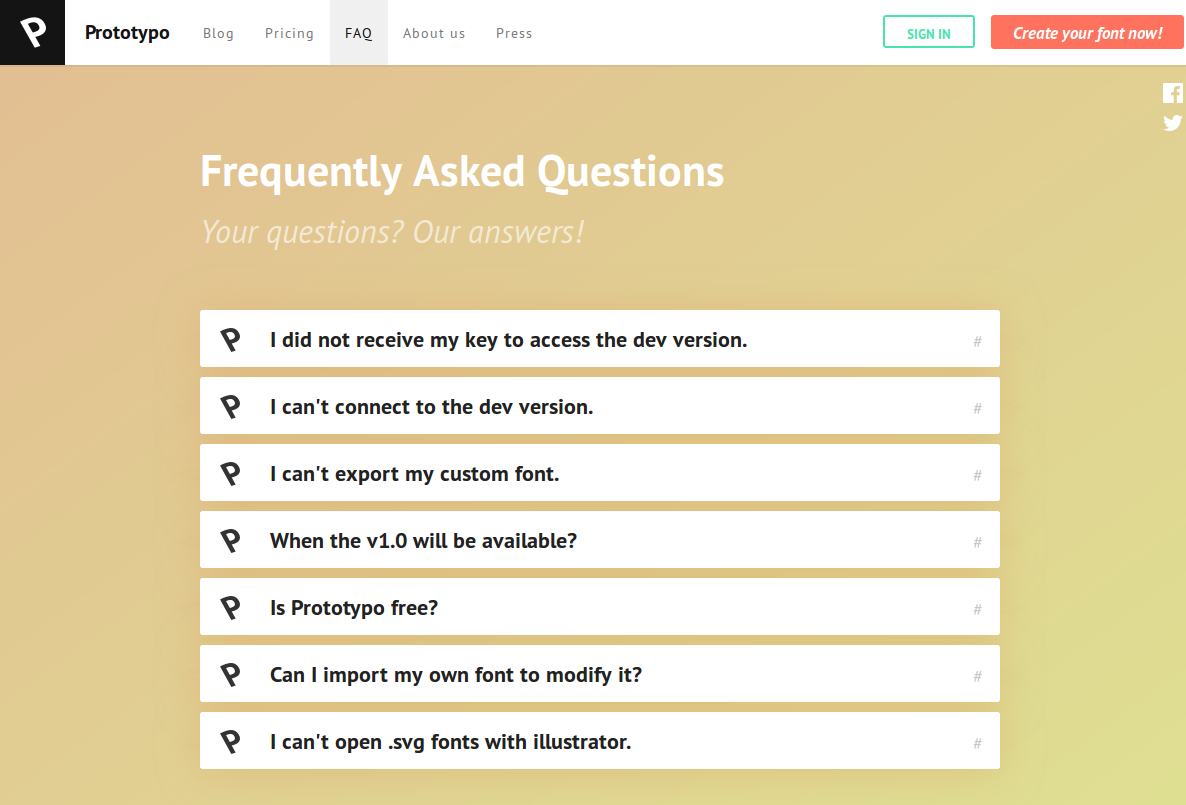 Prototypo Blog Pricing FAQ About us Press SIGN IN Create your font now!
Frequently Asked Questions
Your questions? Our answers!
I did not receive my key to access the dev version. #
I can't connect to the dev version. #
I can't export my custom font. #
When the v1.0 will be available? #
Is Prototypo free? #
Can I import my own font to modify it? #
I can't open .svg fonts with illustrator. #